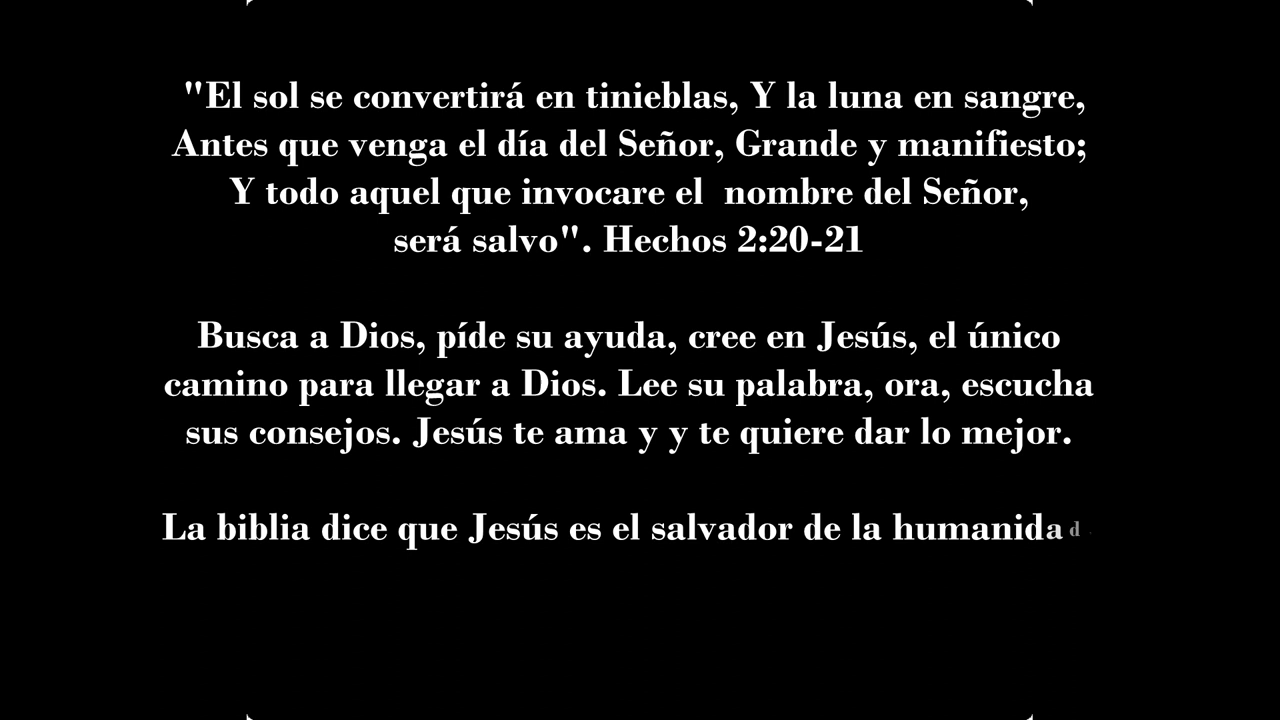 "El sol se convertirá en tinieblas, Y la luna en sangre,
Antes que venga el día del Señor, Grande y manifiesto;
Y todo aquel que invocare el  nombre del Señor,
será salvo". Hechos 2:20-21
Busca a Dios, píde su ayuda, cree en Jesús, el único
camino para llegar a Dios. Lee su palabra, ora, escucha
sus consejos. Jesús te ama y y te quiere dar lo mejor.
La biblia dice que Jesús es el salvador de la humanidad